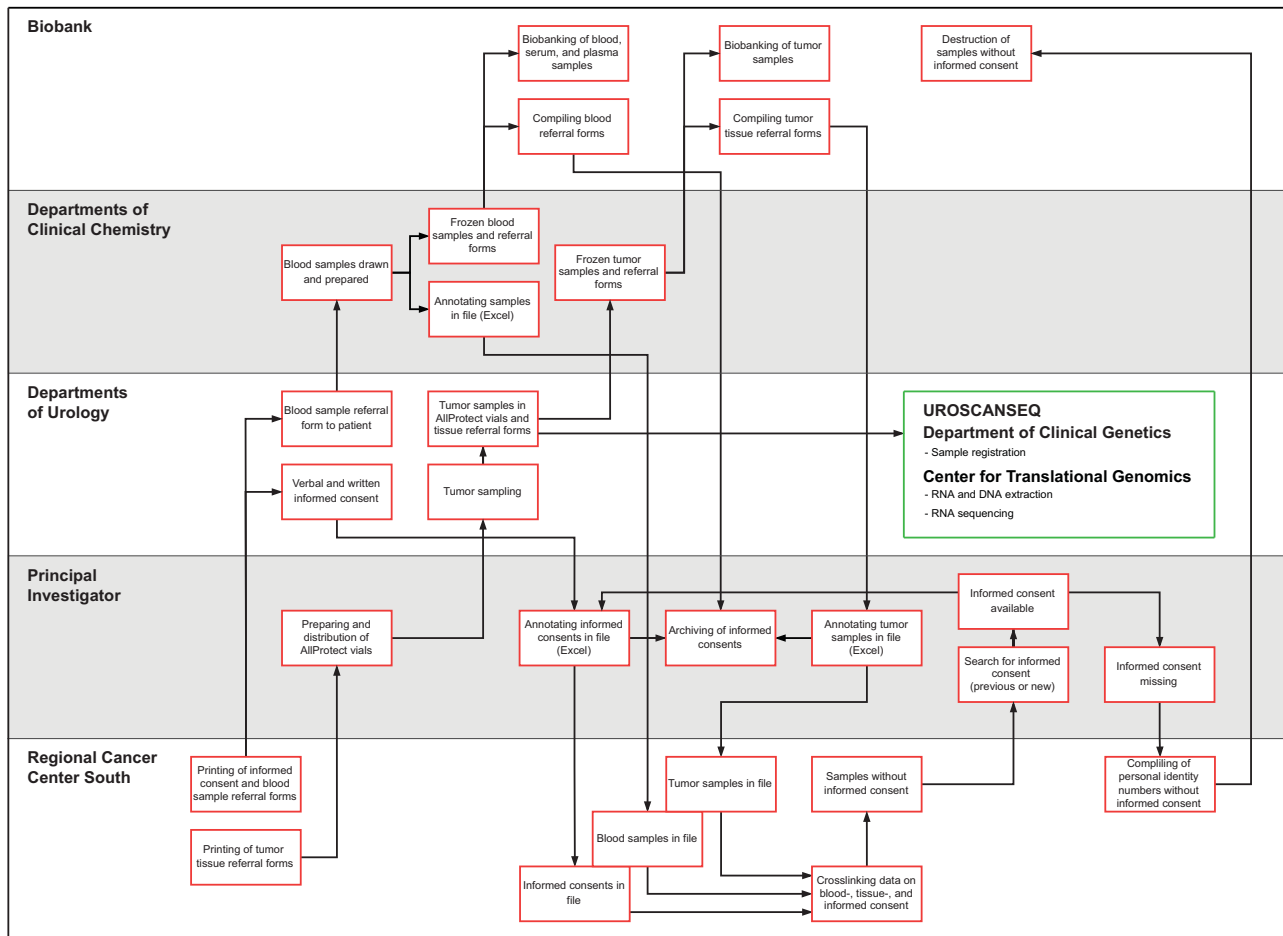 Biobank
Biobanking of blood,
serum, and plasma
samples
Biobanking of tumor
samples
Destruction of
samples without
informed consent
Compiling blood
referral forms
Compiling tumor
tissue referral forms
Departments of
Clinical Chemistry
Frozen blood
samples and referral
forms
Blood samples drawn
and prepared
Frozen tumor
samples and referral
forms
Annotating samples
in file (Excel)
Departments
of Urology
Blood sample referral
form to patient
Tumor samples in
AllProtect vials and
tissue referral forms
Verbal and written
informed consent
Tumor sampling
UROSCANSEQ
Department of Clinical Genetics
- Sample registration
Center for Translational Genomics
- RNA and DNA extraction
- RNA sequencing
Principal
Investigator
Preparing and
distribution of
AllProtect vials
Annotating informed
consents in file
(Excel)
Archiving of informed
consents
Annotating tumor
samples in file
(Excel)
Informed consent
available
Search for informed
consent
(previous or new)
Informed consent
missing
Regional Cancer
Center South
Printing of informed
consent and blood
sample referral forms
Printing of tumor
tissue referral forms
Tumor samples in file
Blood samples in file
Informed consents in
file
Samples without
informed consent
Crosslinking data on
blood-, tissue-, and
informed consent
Compliling of
personal identity
numbers without
informed consent